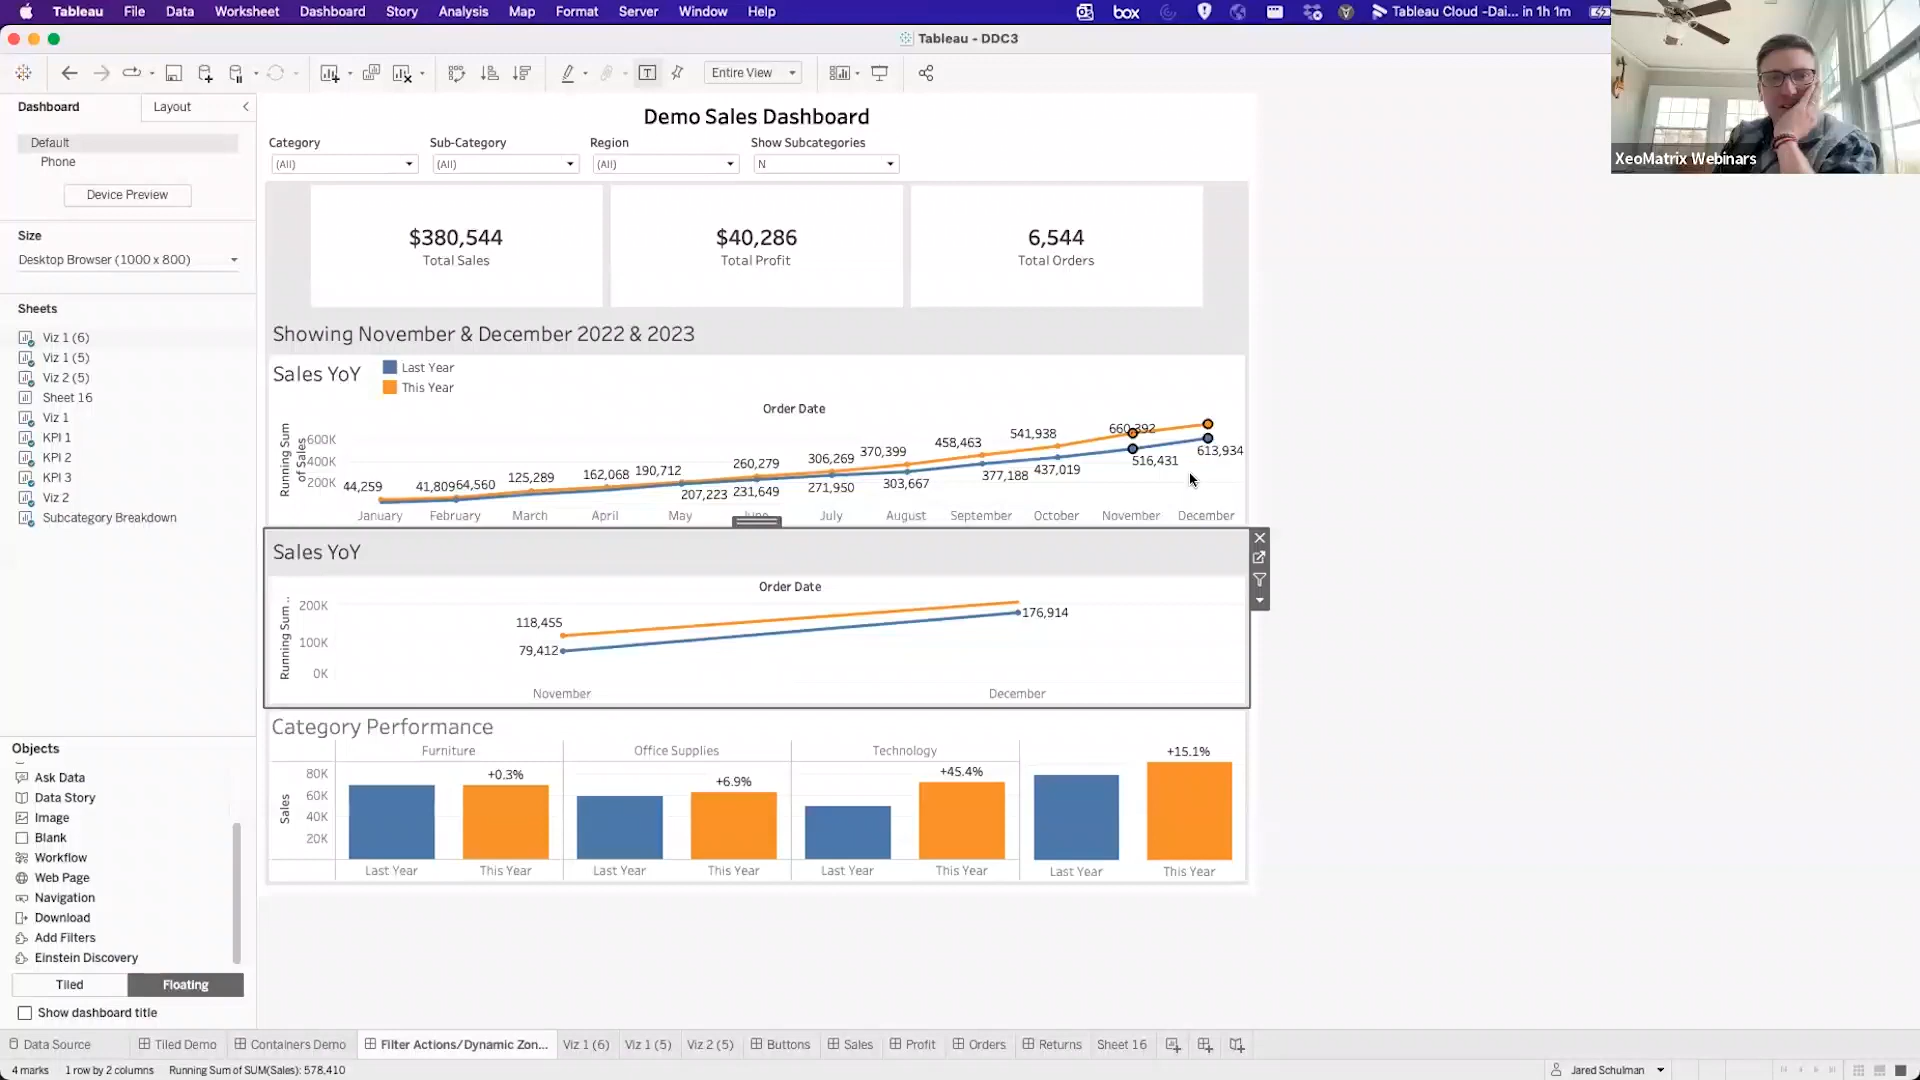 Tableau File Data Worksheet Dashboard Story Analysis Map Format Server Window Help
box
Tableau Cloud -Dai... in 1h 1m
Tableau - DDC3
Entire View
XeoMatrix Webinars
Dashboard
Layout
Default
Phone
Device Preview
Size
Desktop Browser (1000 x 800)
Sheets
Viz 1 (6)
Viz 1 (5)
Viz 2 (5)
Sheet 16
Viz 1
KPI 1
KPI 2
KPI 3
Viz 2
Subcategory Breakdown
Objects
Ask Data
Data Story
Image
Blank
Workflow
Web Page
Navigation
Download
Add Filters
Einstein Discovery
Tiled
Floating
Show dashboard title
Demo Sales Dashboard
Category
Sub-Category
Region
Show Subcategories
(All)
(All)
(All)
N
$380,544
Total Sales
$40,286
Total Profit
6,544
Total Orders
Showing November & December 2022 & 2023
Sales YoY
Last Year
This Year
Order Date
Running Sum
of Sales
600K
400K
200K
44,259
41,809
64,560
125,289
162,068
190,712
207,223
260,279
231,649
306,269
271,950
370,399
303,667
458,463
377,188
541,938
437,019
660,392
516,431
613,934
January February March April May June July August September October November December
Sales YoY
Order Date
Running Sum ..
200K
100K
0K
118,455
79,412
176,914
November
December
Category Performance
Furniture
Office Supplies
Technology
Sales
80K
60K
40K
20K
+0.3%
+6.9%
+45.4%
+15.1%
Last Year This Year Last Year This Year Last Year This Year Last Year This Year
Data Source Tiled Demo Containers Demo Filter Actions/Dynamic Zon... Viz 1 (6) Viz 1 (5) Viz 2 (5) Buttons Sales Profit Orders Returns Sheet 16
4 marks 1 row by 2 columns Running Sum of SUM(Sales): 578,410
Jared Schulman